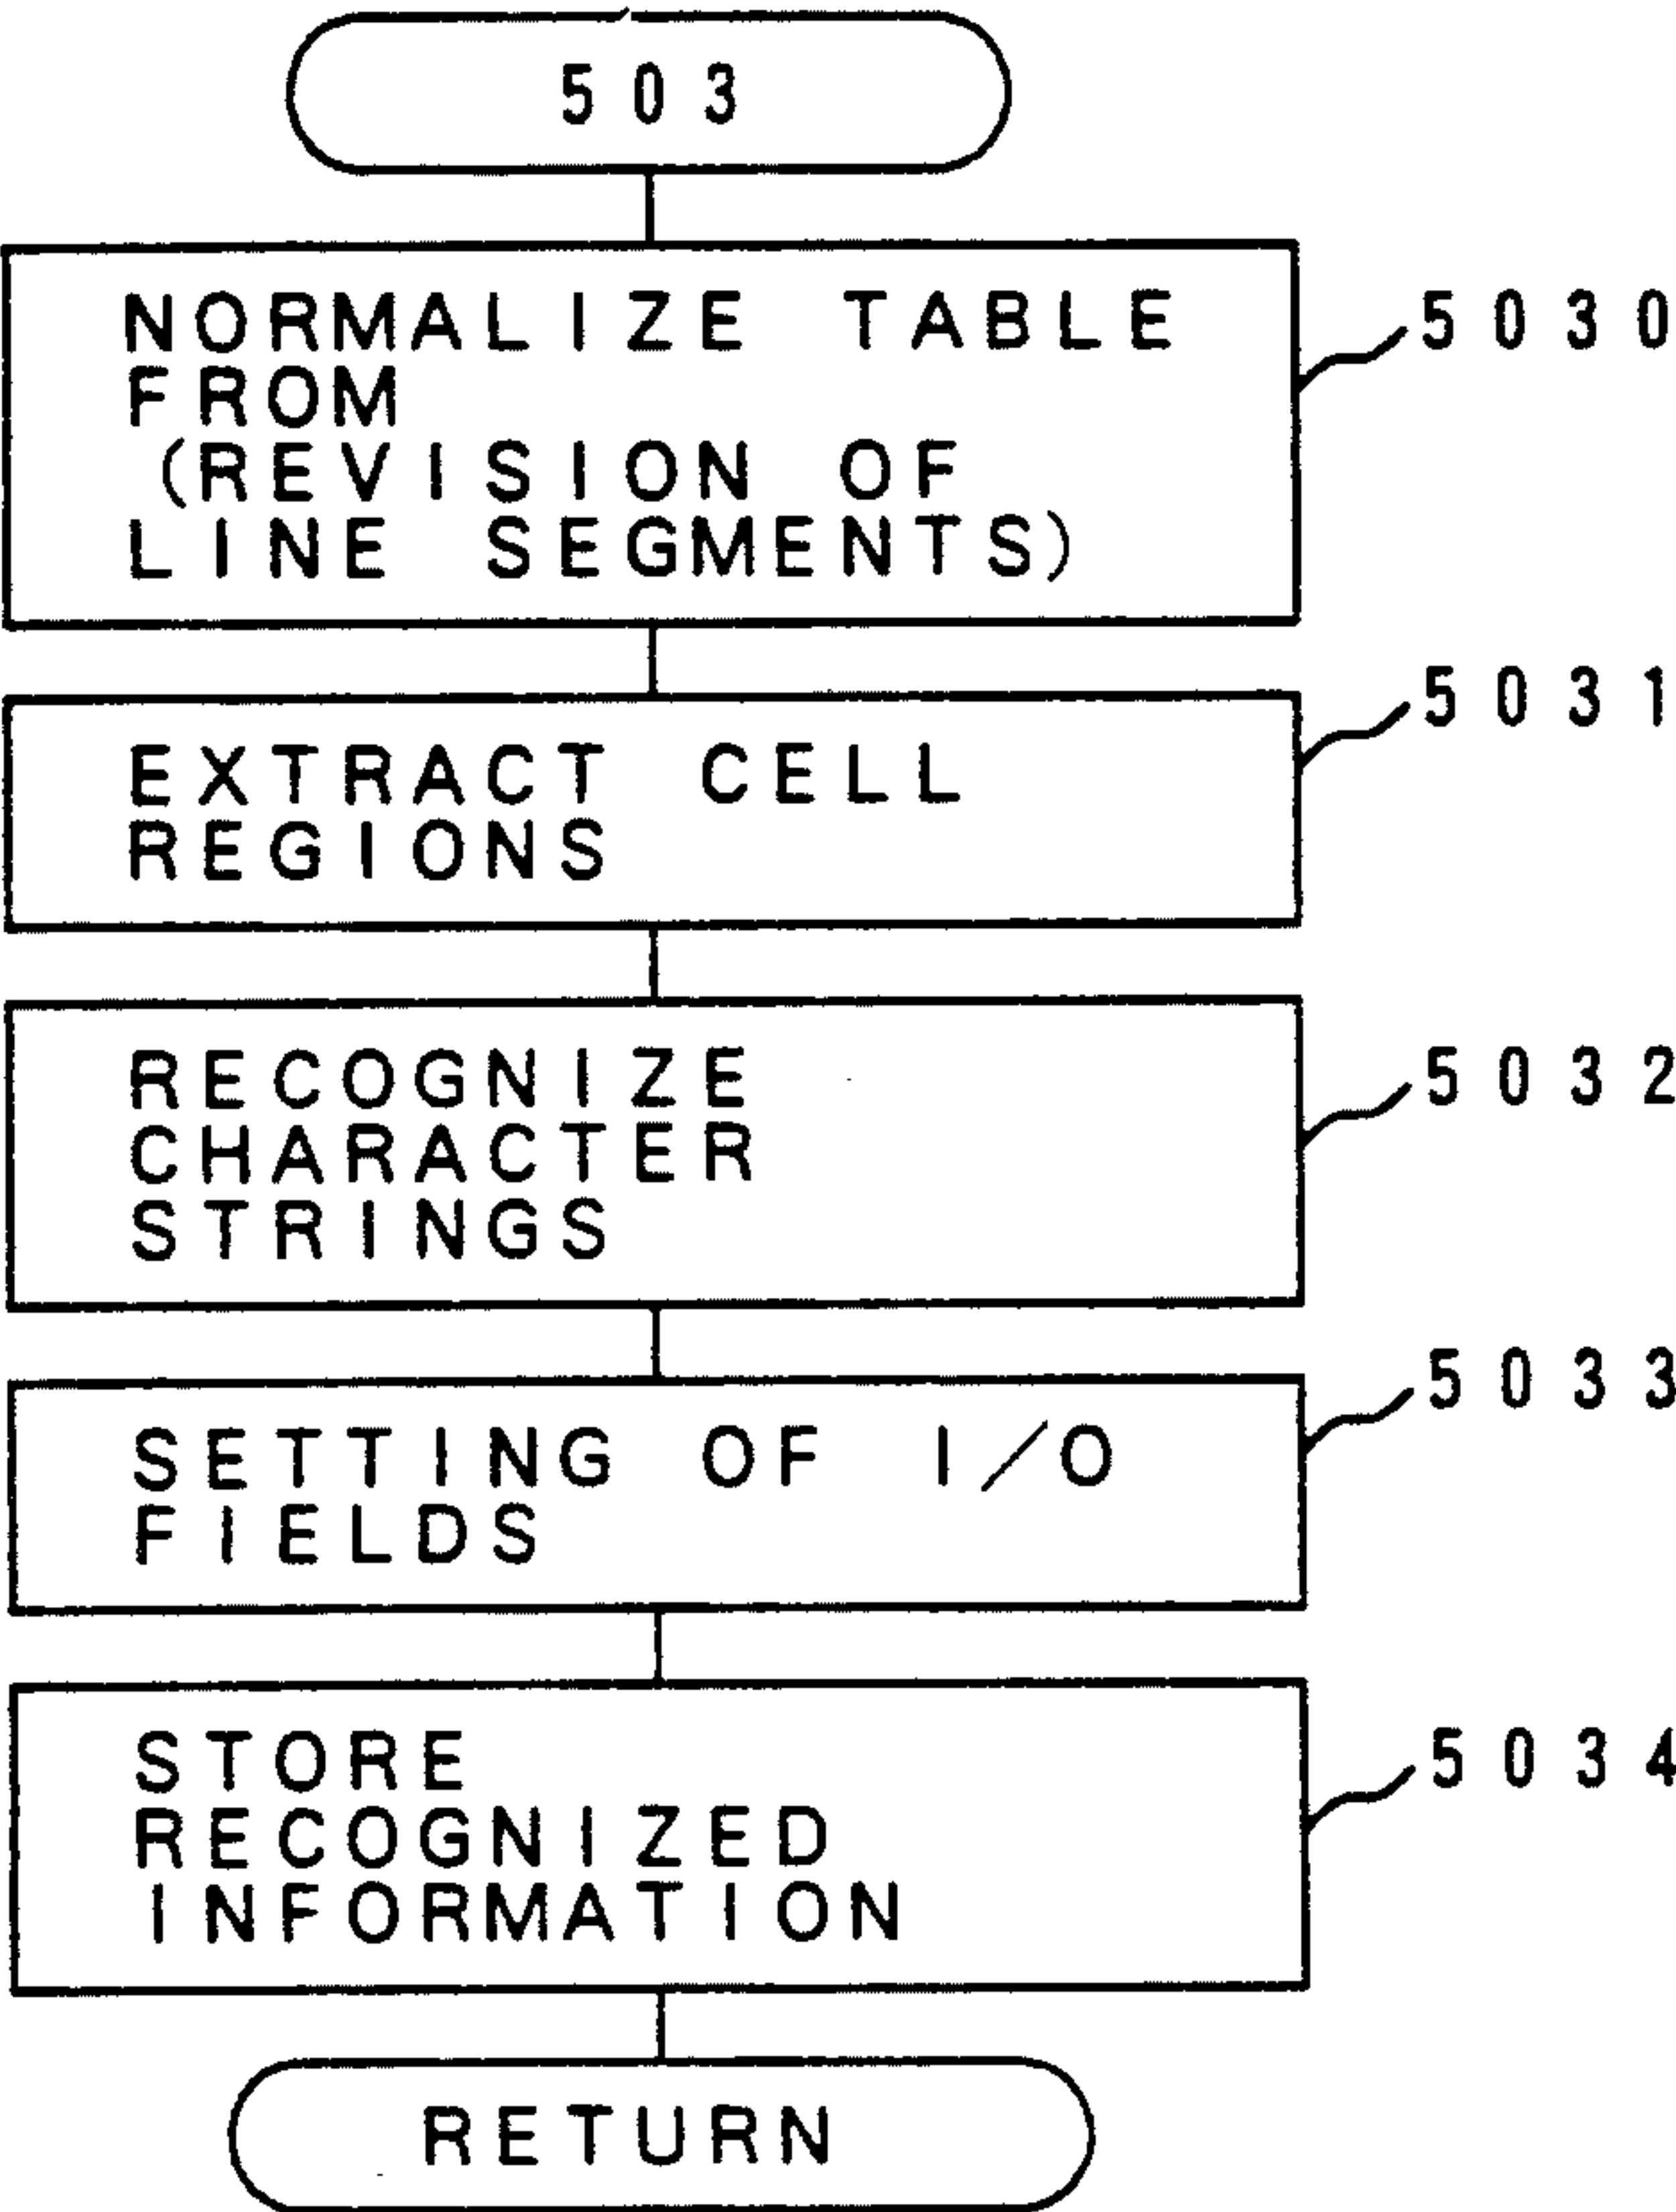 503
NORMALIZE TABLE
FROM
(REVISION OF
LINE SEGMENTS)
5030
EXTRACT CELL
REGIONS
5031
RECOGNIZE
CHARACTER
STRINGS
5032
SETTING OF I/O
FIELDS
5033
STORE
RECOGNIZED
INFORMATION
5034
RETURN